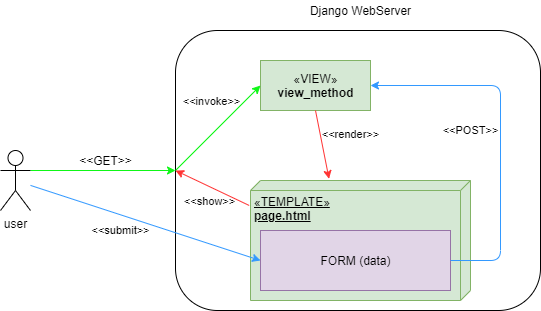 Django WebServer
«VIEW»
view_method
<<invoke>>
<<render>>
<<POST>>
<<GET>>
<<show>>
«TEMPLATE»
page.html
user
<<submit>>
FORM (data)